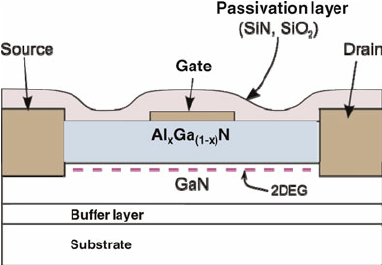 Passivation layer
(SiN, SiO₂)
Source
Drain
Gate
AlₓGa₍₁₋ₓ₎N
GaN
2DEG
Buffer layer
Substrate